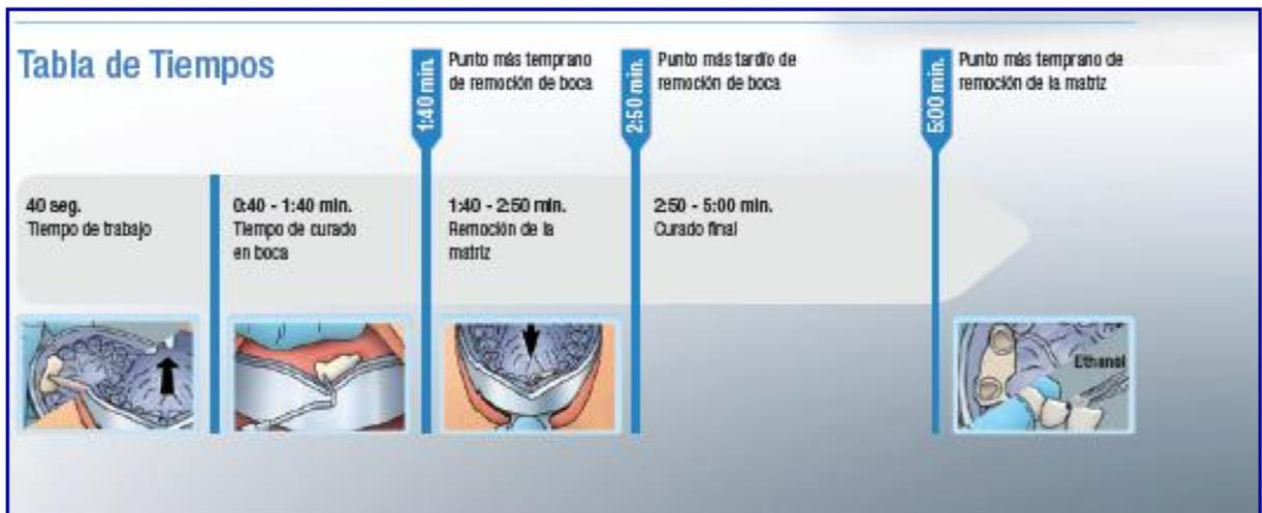 Tabla de Tiempos
1:40 min.
Punto más temprano
de remoción de boca
2:50 min.
Punto más tardío de
remoción de boca
5:00 min.
Punto más temprano de
remoción de la matriz
40 seg.
Tiempo de trabajo
0:40 - 1:40 min.
Tiempo de curado
en boca
1:40 - 2:50 min.
Remoción de la
matriz
2:50 - 5:00 min.
Curado final
Ethanol